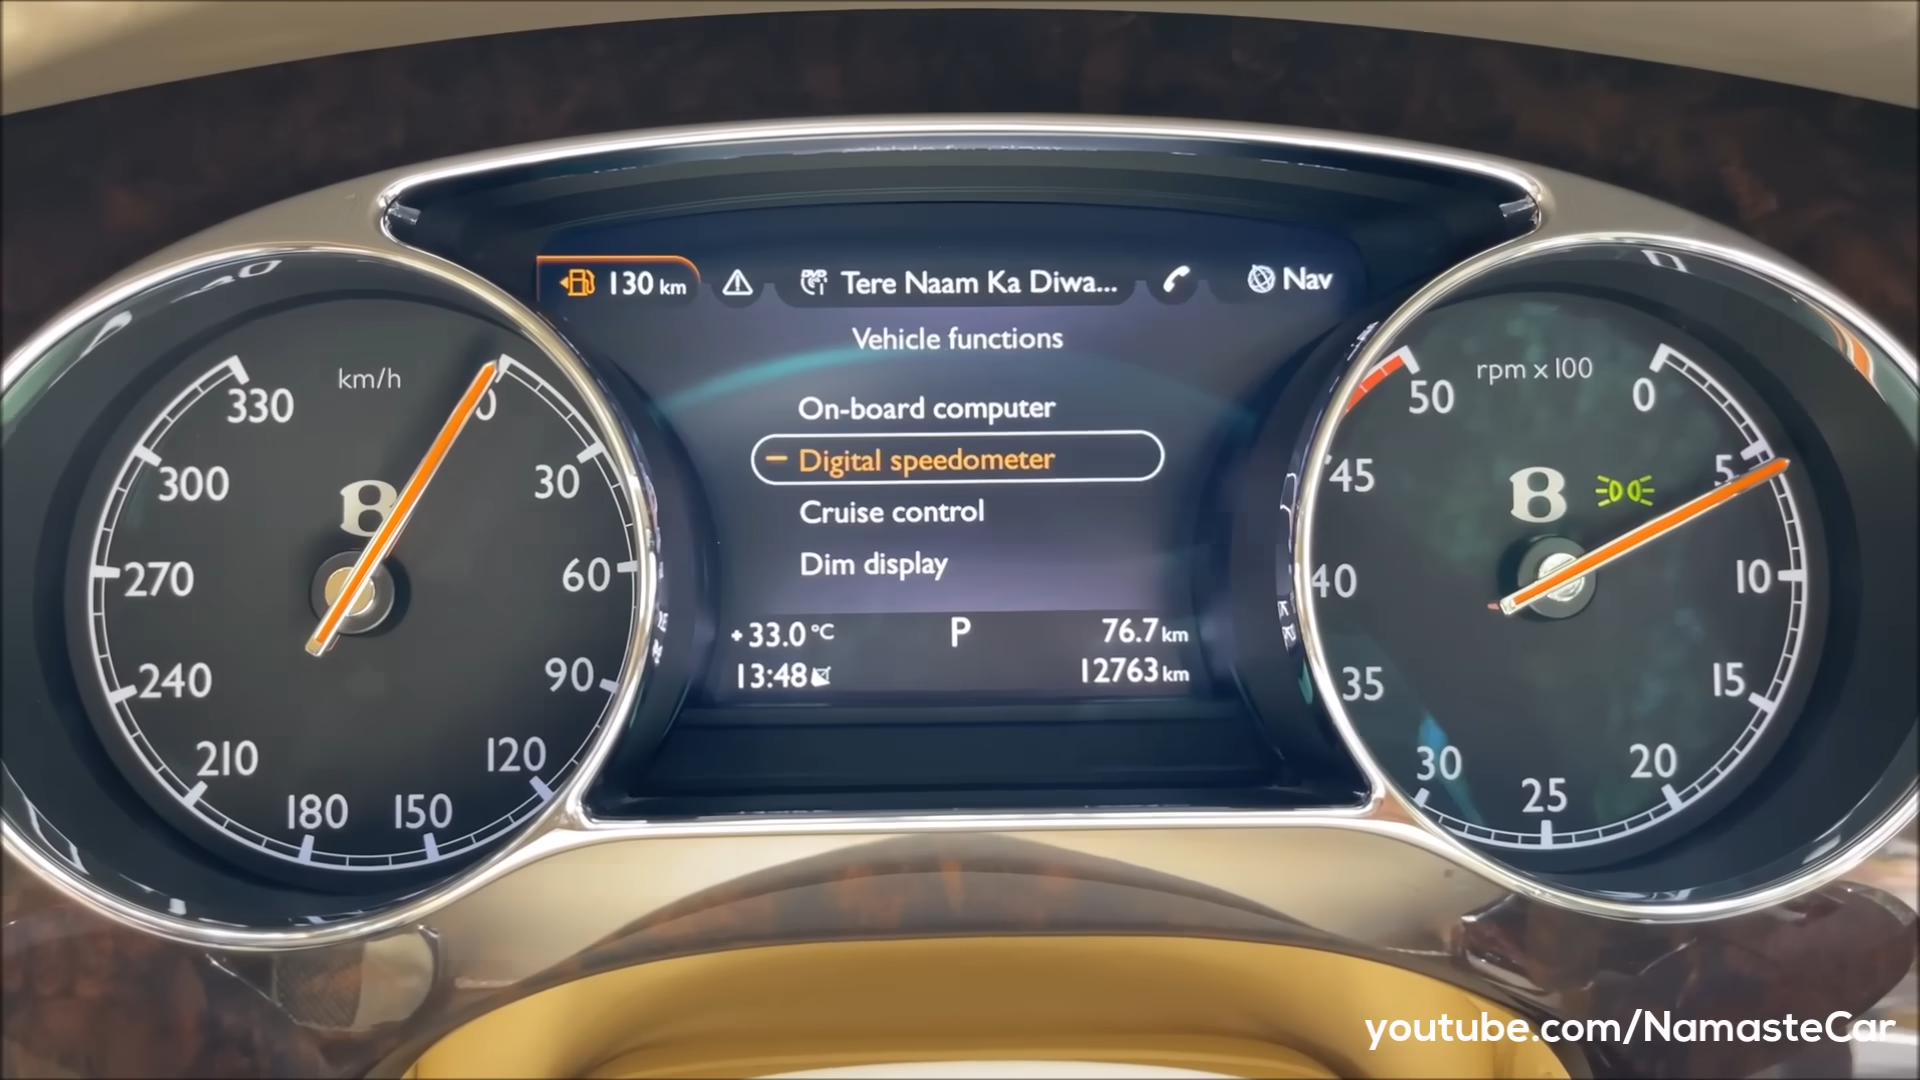 130 km
Tere Naam Ka Diwa...
Nav
Vehicle functions
On-board computer
Digital speedometer
Cruise control
Dim display
+33.0 °C
P
76.7 km
13:48
12763 km
km/h
0
30
60
90
120
150
180
210
240
270
300
330
B
rpm x 100
0
5
10
15
20
25
30
35
40
45
50
B
youtube.com/NamasteCar